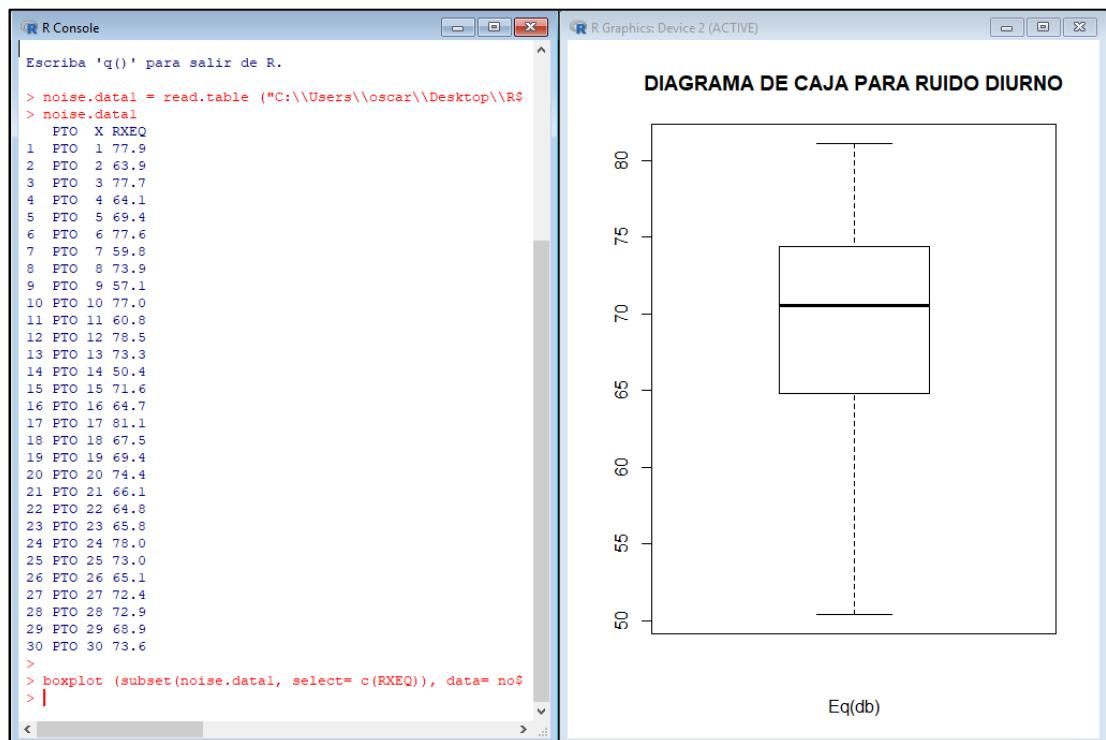 R Console
Escriba 'q()' para salir de R.
> noise.data1 = read.table ("C:\\Users\\oscar\\Desktop\\R$
> noise.data1
PTO X RXEQ
1 PTO 1 77.9
2 PTO 2 63.9
3 PTO 3 77.7
4 PTO 4 64.1
5 PTO 5 69.4
6 PTO 6 77.6
7 PTO 7 59.8
8 PTO 8 73.9
9 PTO 9 57.1
10 PTO 10 77.0
11 PTO 11 60.8
12 PTO 12 78.5
13 PTO 13 73.3
14 PTO 14 50.4
15 PTO 15 71.6
16 PTO 16 64.7
17 PTO 17 81.1
18 PTO 18 67.5
19 PTO 19 69.4
20 PTO 20 74.4
21 PTO 21 66.1
22 PTO 22 64.8
23 PTO 23 65.8
24 PTO 24 78.0
25 PTO 25 73.0
26 PTO 26 65.1
27 PTO 27 72.4
28 PTO 28 72.9
29 PTO 29 68.9
30 PTO 30 73.6
>
> boxplot (subset(noise.data1, select= c(RXEQ)), data= no$
>
R Graphics: Device 2 (ACTIVE)
DIAGRAMA DE CAJA PARA RUIDO DIURNO
80
75
70
65
60
55
50
Eq(db)